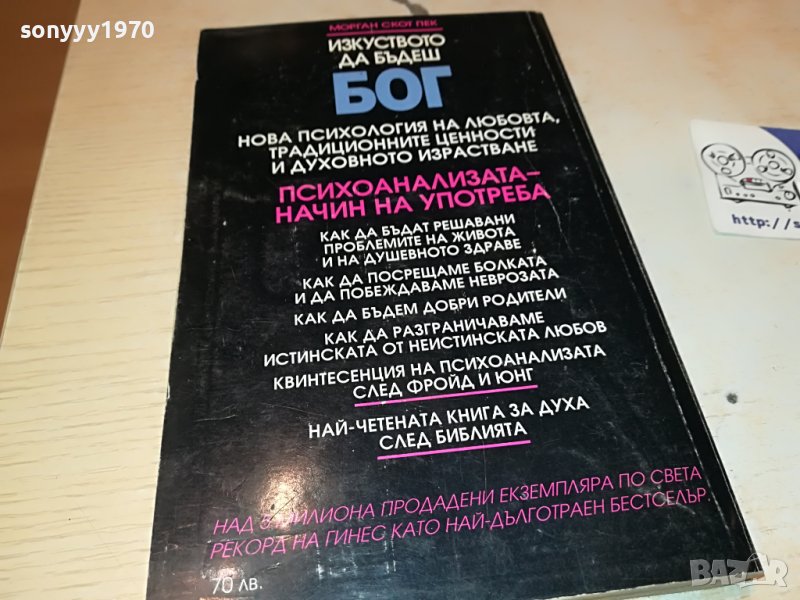 sonyyy1970
МОРГАН СКОТ ПЕК
ИЗКУСТВОТО
ДА БЪДЕШ
БОГ
НОВА ПСИХОЛОГИЯ НА ЛЮБОВТА,
ТРАДИЦИОННИТЕ ЦЕННОСТИ
И ДУХОВНОТО ИЗРАСТВАНЕ
ПСИХОАНАЛИЗАТА–
НАЧИН НА УПОТРЕБА
КАК ДА БЪДАТ РЕШАВАНИ
ПРОБЛЕМИТЕ НА ЖИВОТА
И НА ДУШЕВНОТО ЗДРАВЕ
КАК ДА ПОСРЕЩАМЕ БОЛКАТА
И ДА ПОБЕЖДАВАМЕ НЕВРОЗАТА
КАК ДА БЪДЕМ ДОБРИ РОДИТЕЛИ
КАК ДА РАЗГРАНИЧАВАМЕ
ИСТИНСКАТА ОТ НЕИСТИНСКАТА ЛЮБОВ
КВИНТЕСЕНЦИЯ НА ПСИХОАНАЛИЗАТА
СЛЕД ФРОЙД И ЮНГ
НАЙ-ЧЕТЕНАТА КНИГА ЗА ДУХА
СЛЕД БИБЛИЯТА
НАД МИЛИОНА ПРОДАДЕНИ ЕКЗЕМПЛЯРА ПО СВЕТА
РЕКОРД НА ГИНЕС КАТО НАЙ-ДЪЛГОТРАЕН БЕСТСЕЛЪР.
70 ЛВ.
http://s
bazar.bg